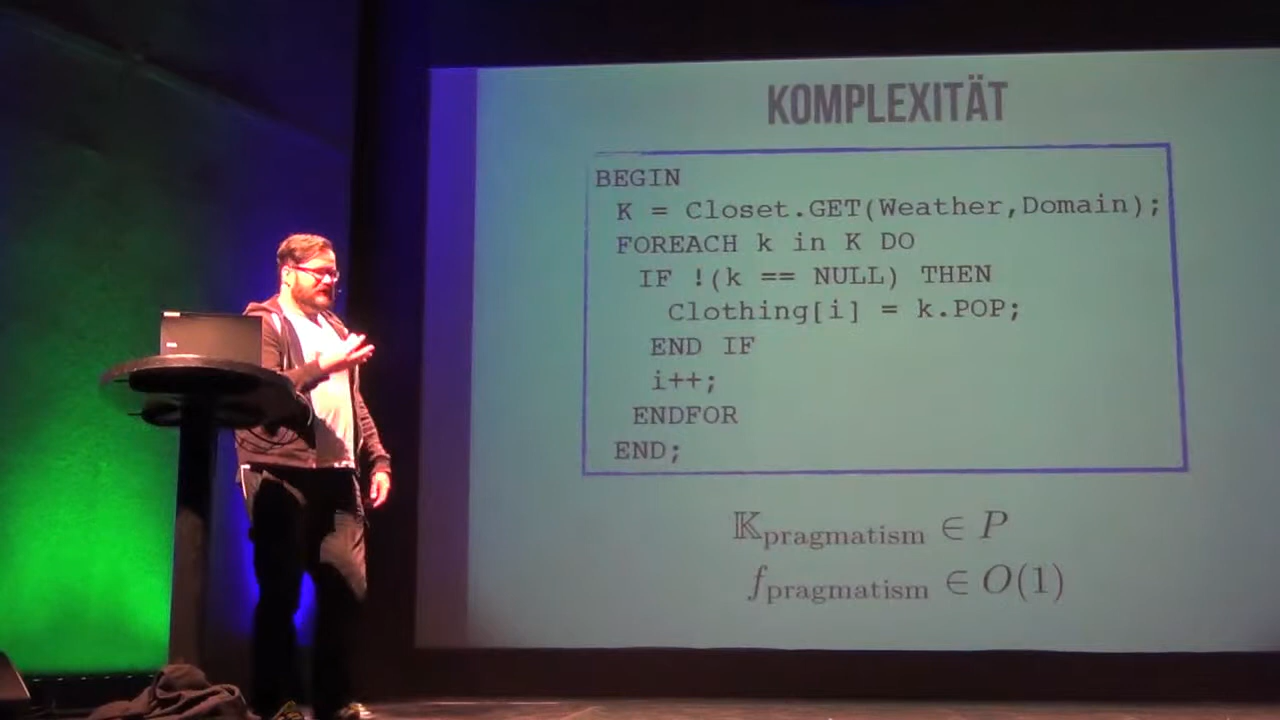 KOMPLEXITÄT
BEGIN
K = Closet.GET(Weather,Domain);
FOREACH k in K DO
IF !(k == NULL) THEN
Clothing[i] = k.POP;
END IF
i++;
ENDFOR
END;
𝕂pragmatism ∈ P
fpragmatism ∈ O(1)